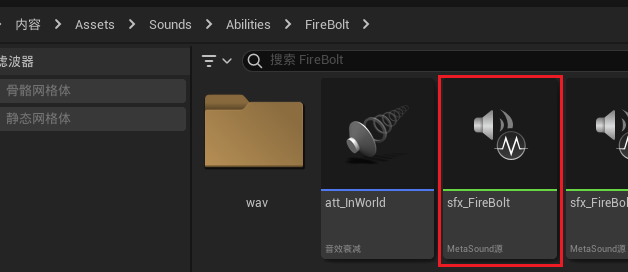 内容 > Assets > Sounds > Abilities > FireBolt >
滤波器
搜索 FireBolt
骨骼网格体
静态网格体
wav
att_InWorld
音效衰减
sfx_FireBolt
MetaSound源
sfx_FireBol
MetaSound源